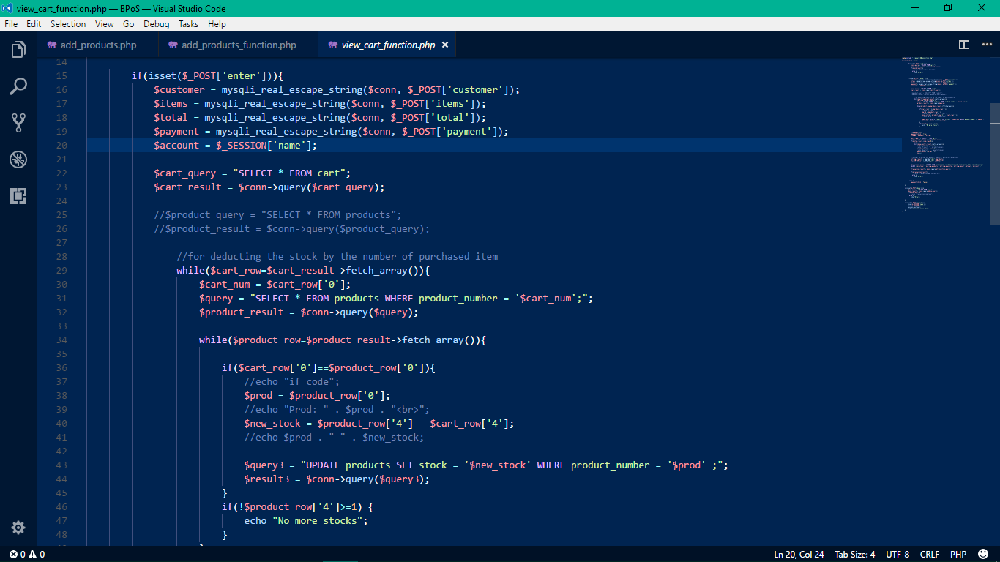 view_cart_function.php — BPoS — Visual Studio Code
File Edit Selection View Go Debug Tasks Help
add_products.php add_products_function.php view_cart_function.php
14
15 if(isset($_POST['enter'])){
16 $customer = mysqli_real_escape_string($conn, $_POST['customer']);
17 $items = mysqli_real_escape_string($conn, $_POST['items']);
18 $total = mysqli_real_escape_string($conn, $_POST['total']);
19 $payment = mysqli_real_escape_string($conn, $_POST['payment']);
20 $account = $_SESSION['name'];
21
22 $cart_query = "SELECT * FROM cart";
23 $cart_result = $conn->query($cart_query);
24
25 //$product_query = "SELECT * FROM products";
26 //$product_result = $conn->query($product_query);
27
28 //for deducting the stock by the number of purchased item
29 while($cart_row=$cart_result->fetch_array()){
30 $cart_num = $cart_row['0'];
31 $query = "SELECT * FROM products WHERE product_number = '$cart_num';";
32 $product_result = $conn->query($query);
33
34 while($product_row=$product_result->fetch_array()){
35
36 if($cart_row['0']==$product_row['0']){
37 //echo "if code";
38 $prod = $product_row['0'];
39 //echo "Prod: " . $prod . "<br>";
40 $new_stock = $product_row['4'] - $cart_row['4'];
41 //echo $prod . " " . $new_stock;
42
43 $query3 = "UPDATE products SET stock = '$new_stock' WHERE product_number = '$prod' ;";
44 $result3 = $conn->query($query3);
45 }
46 if(!$product_row['4']>=1) {
47 echo "No more stocks";
48 }
0 0 Ln 20, Col 24 Tab Size: 4 UTF-8 CRLF PHP